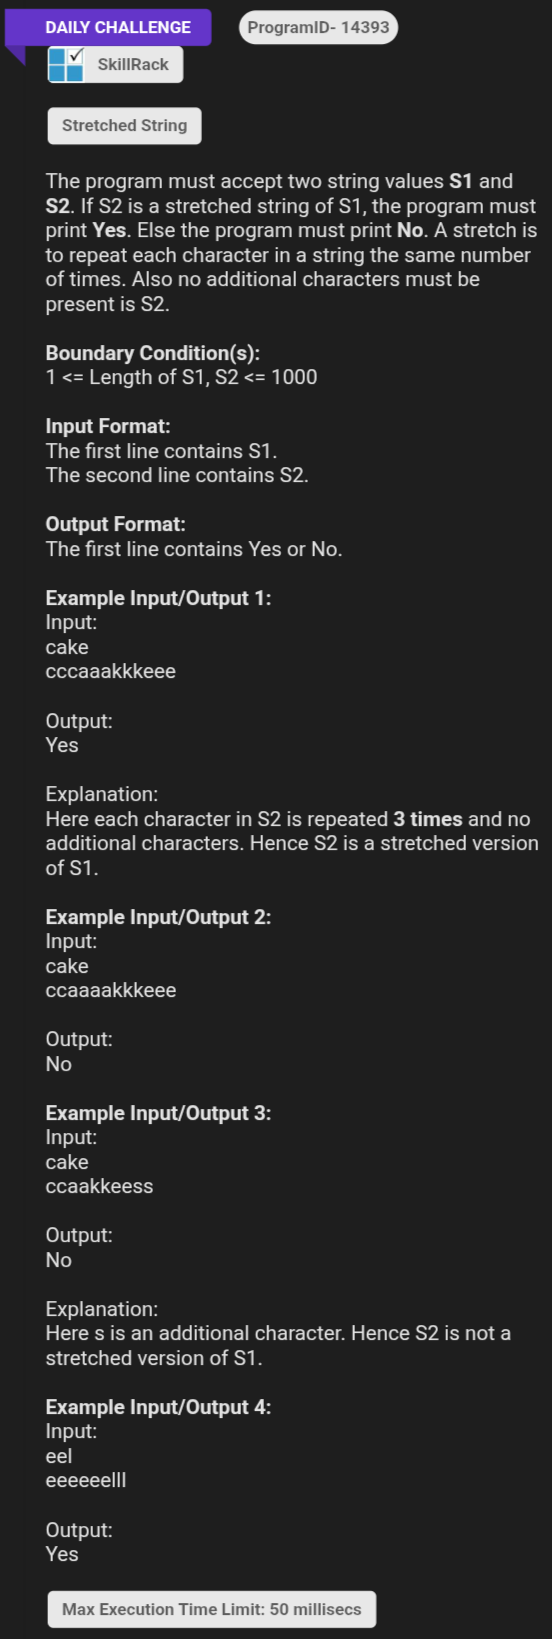 DAILY CHALLENGE
ProgramID- 14393
SkillRack
Stretched String
The program must accept two string values S1 and
S2. If S2 is a stretched string of S1, the program must
print Yes. Else the program must print No. A stretch is
to repeat each character in a string the same number
of times. Also no additional characters must be
present is S2.
Boundary Condition(s):
1 <= Length of S1, S2 <= 1000
Input Format:
The first line contains S1.
The second line contains S2.
Output Format:
The first line contains Yes or No.
Example Input/Output 1:
Input:
cake
cccaaakkkeee
Output:
Yes
Explanation:
Here each character in S2 is repeated 3 times and no
additional characters. Hence S2 is a stretched version
of S1.
Example Input/Output 2:
Input:
cake
ccaaaakkkeee
Output:
No
Example Input/Output 3:
Input:
cake
ccaakkeess
Output:
No
Explanation:
Here s is an additional character. Hence S2 is not a
stretched version of S1.
Example Input/Output 4:
Input:
eel
eeeeeelll
Output:
Yes
Max Execution Time Limit: 50 millisecs